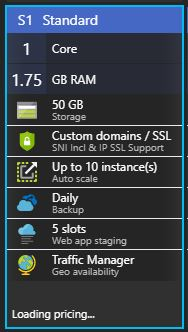 S1 Standard
1 Core
1.75 GB RAM
50 GB
Storage
Custom domains / SSL
SNI Incl & IP SSL Support
Up to 10 instance(s)
Auto scale
Daily
Backup
5 slots
Web app staging
Traffic Manager
Geo availability
Loading pricing...